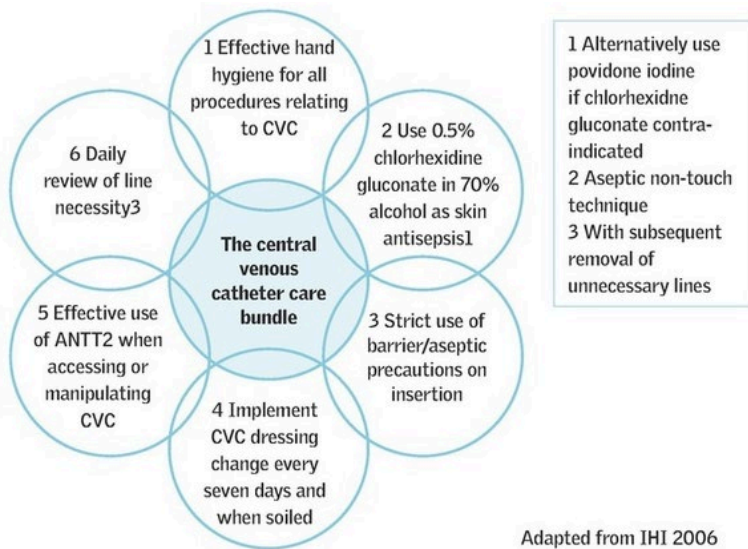 1 Effective hand
hygiene for all
procedures relating
to CVC
2 Use 0.5%
chlorhexidine
gluconate in 70%
alcohol as skin
antisepsis1
3 Strict use of
barrier/aseptic
precautions on
insertion
4 Implement
CVC dressing
change every
seven days and
when soiled
5 Effective use
of ANTT2 when
accessing or
manipulating
CVC
6 Daily
review of line
necessity3
The central
venous
catheter care
bundle
1 Alternatively use
povidone iodine
if chlorhexidne
gluconate contra-
indicated
2 Aseptic non-touch
technique
3 With subsequent
removal of
unnecessary lines
Adapted from IHI 2006